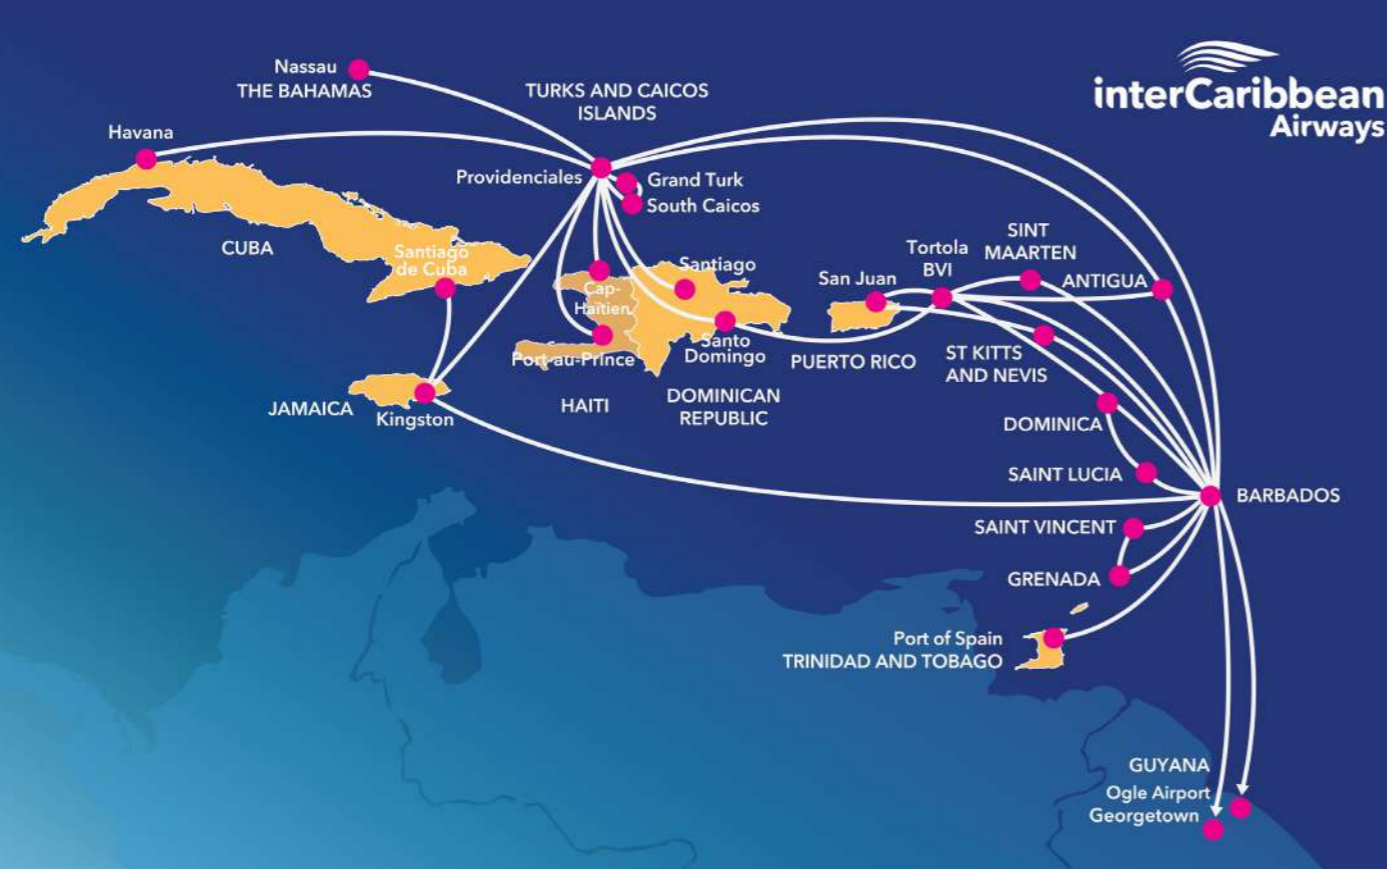 interCaribbean
Airways
Nassau
THE BAHAMAS
TURKS AND CAICOS
ISLANDS
Havana
Providenciales
Grand Turk
South Caicos
CUBA
Santiago
de Cuba
Santiago
Cap-
Haïtien
Port-au-Prince
Santo
Domingo
San Juan
Tortola
BVI
SINT
MAARTEN
ANTIGUA
PUERTO RICO
ST KITTS
AND NEVIS
JAMAICA
Kingston
HAITI
DOMINICAN
REPUBLIC
DOMINICA
SAINT LUCIA
BARBADOS
SAINT VINCENT
GRENADA
Port of Spain
TRINIDAD AND TOBAGO
GUYANA
Ogle Airport
Georgetown